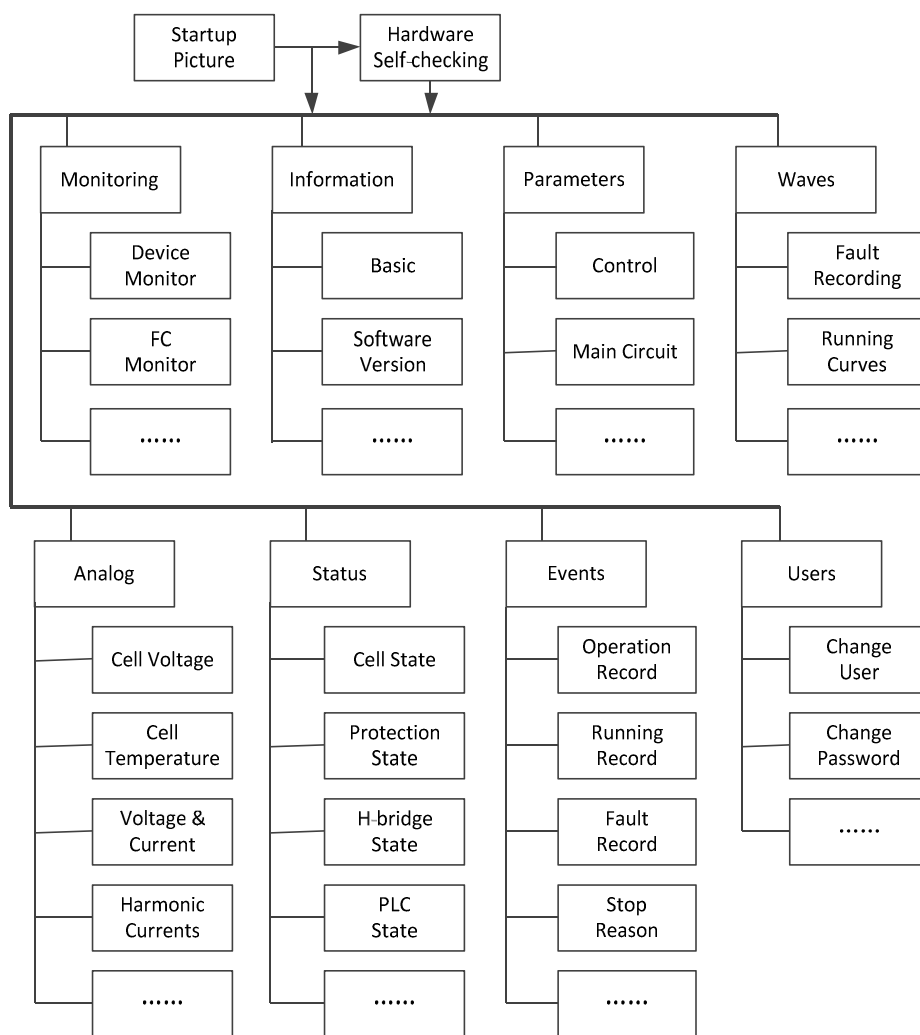 Startup
Picture
Hardware
Self-checking
Monitoring
Information
Parameters
Waves
Device
Monitor
Basic
Control
Fault
Recording
FC
Monitor
Software
Version
Main Circuit
Running
Curves
······
······
······
······
Analog
Status
Events
Users
Cell Voltage
Cell State
Operation
Record
Change
User
Cell
Temperature
Protection
State
Running
Record
Change
Password
Voltage &
Current
H-bridge
State
Fault
Record
······
Harmonic
Currents
PLC
State
Stop
Reason
······
······
······